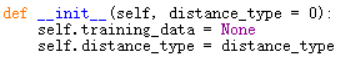 def __init__(self, distance_type = 0):
    self.training_data = None
    self.distance_type = distance_type